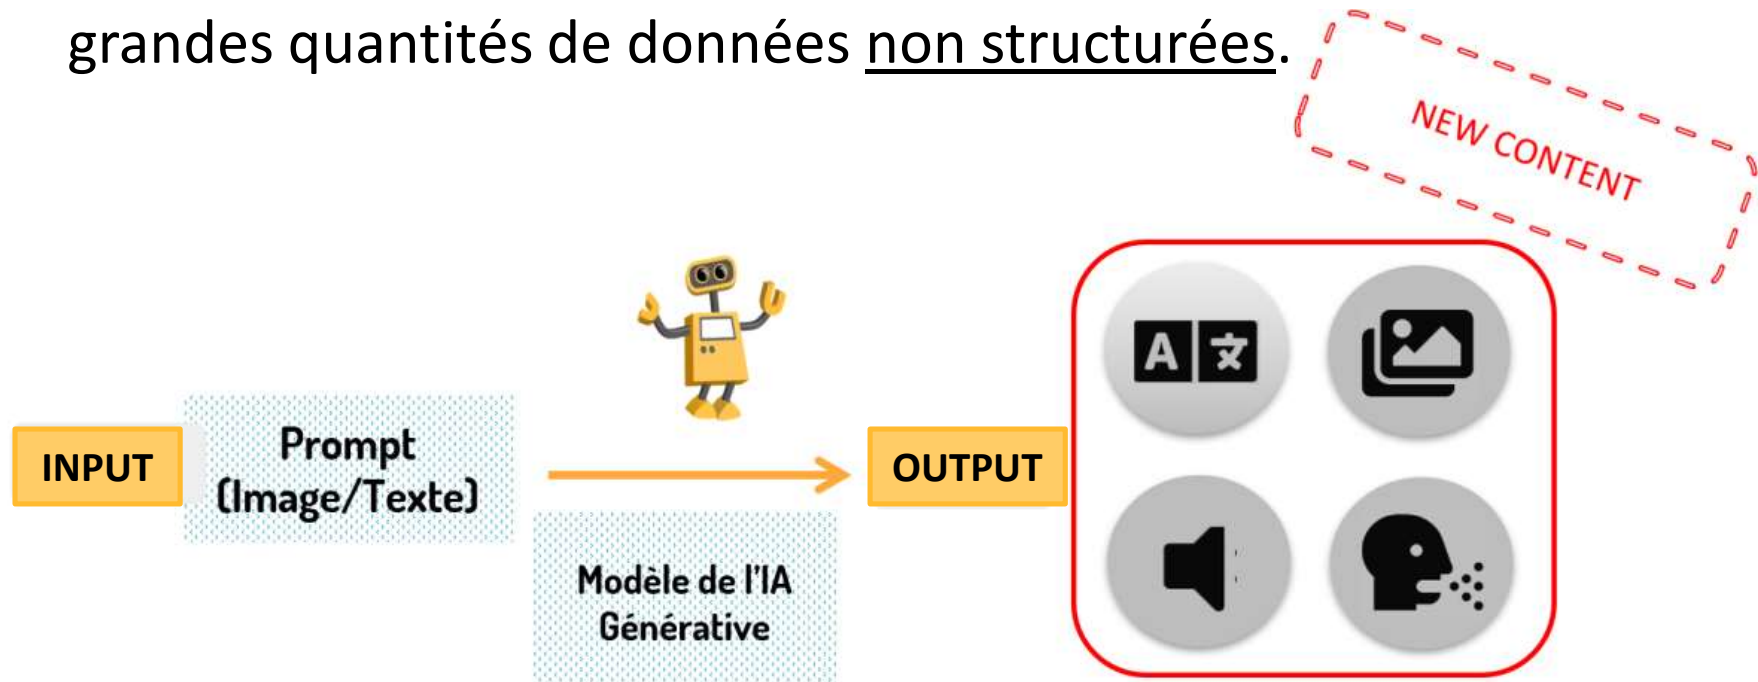 grandes quantités de données non structurées.
NEW CONTENT
A 文
INPUT
Prompt
(Image/Texte)
OUTPUT
Modèle de l'IA
Générative